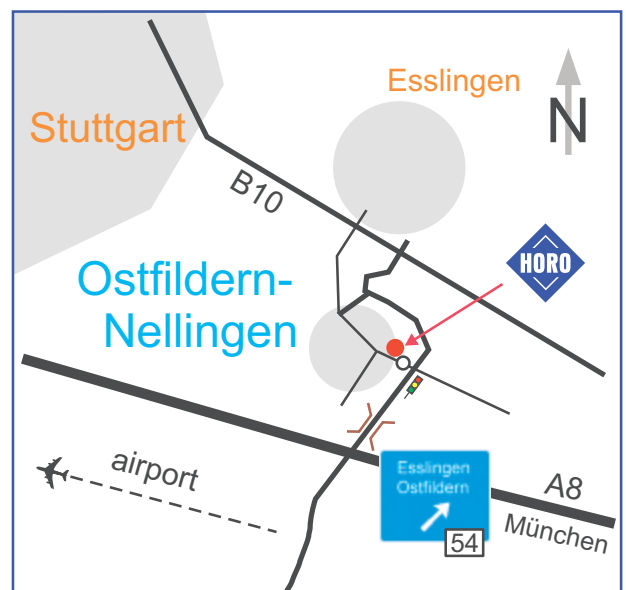 Esslingen
N
Stuttgart
B10
HORO
Ostfildern-
Nellingen
airport
Esslingen
Ostfildern
54
A8
München